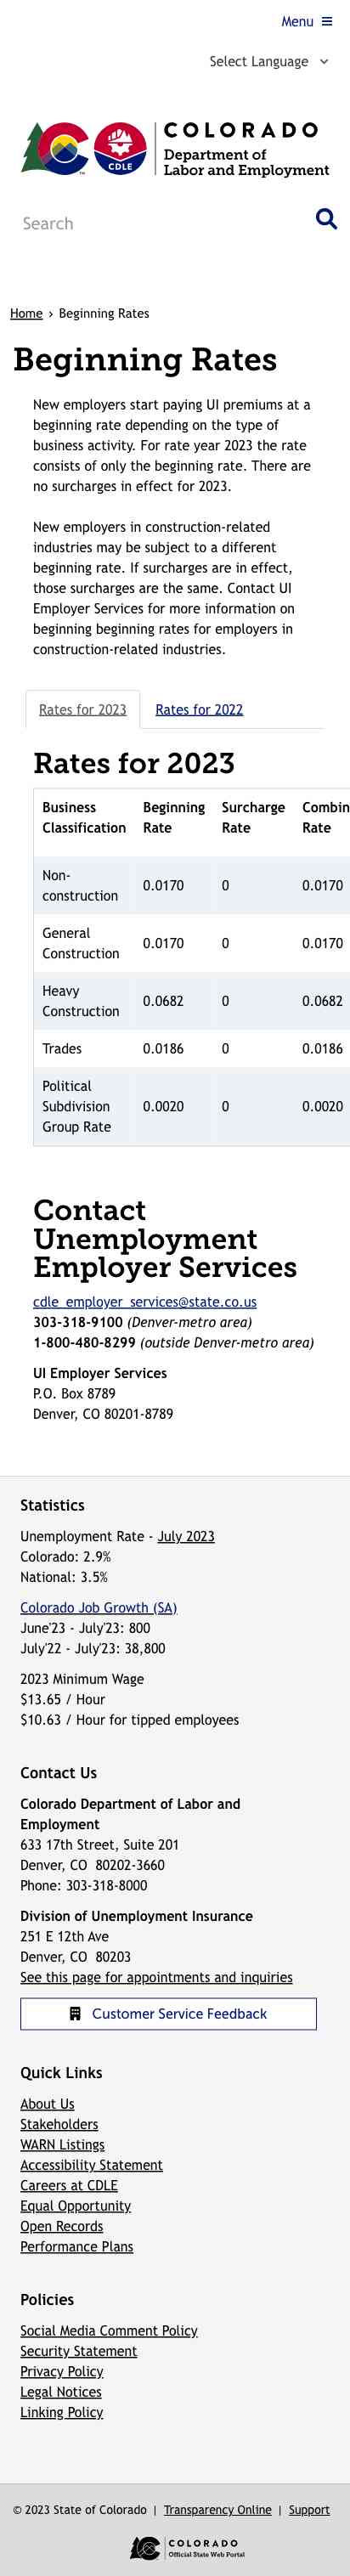 Menu
Select Language
COLORADO
Department of
Labor and Employment
CDLE
Search
Home › Beginning Rates
Beginning Rates
New employers start paying UI premiums at a
beginning rate depending on the type of
business activity. For rate year 2023 the rate
consists of only the beginning rate. There are
no surcharges in effect for 2023.
New employers in construction-related
industries may be subject to a different
beginning rate. If surcharges are in effect,
those surcharges are the same. Contact UI
Employer Services for more information on
beginning beginning rates for employers in
construction-related industries.
Rates for 2023 Rates for 2022
Rates for 2023
Business Classification Beginning Rate Surcharge Rate Combin Rate
Non-construction 0.0170 0 0.0170
General Construction 0.0170 0 0.0170
Heavy Construction 0.0682 0 0.0682
Trades 0.0186 0 0.0186
Political Subdivision Group Rate 0.0020 0 0.0020
Contact
Unemployment
Employer Services
cdle_employer_services@state.co.us
303-318-9100 (Denver-metro area)
1-800-480-8299 (outside Denver-metro area)
UI Employer Services
P.O. Box 8789
Denver, CO 80201-8789
Statistics
Unemployment Rate - July 2023
Colorado: 2.9%
National: 3.5%
Colorado Job Growth (SA)
June'23 - July'23: 800
July'22 - July'23: 38,800
2023 Minimum Wage
$13.65 / Hour
$10.63 / Hour for tipped employees
Contact Us
Colorado Department of Labor and
Employment
633 17th Street, Suite 201
Denver, CO 80202-3660
Phone: 303-318-8000
Division of Unemployment Insurance
251 E 12th Ave
Denver, CO 80203
See this page for appointments and inquiries
Customer Service Feedback
Quick Links
About Us
Stakeholders
WARN Listings
Accessibility Statement
Careers at CDLE
Equal Opportunity
Open Records
Performance Plans
Policies
Social Media Comment Policy
Security Statement
Privacy Policy
Legal Notices
Linking Policy
© 2023 State of Colorado | Transparency Online | Support
COLORADO
Official State Web Portal